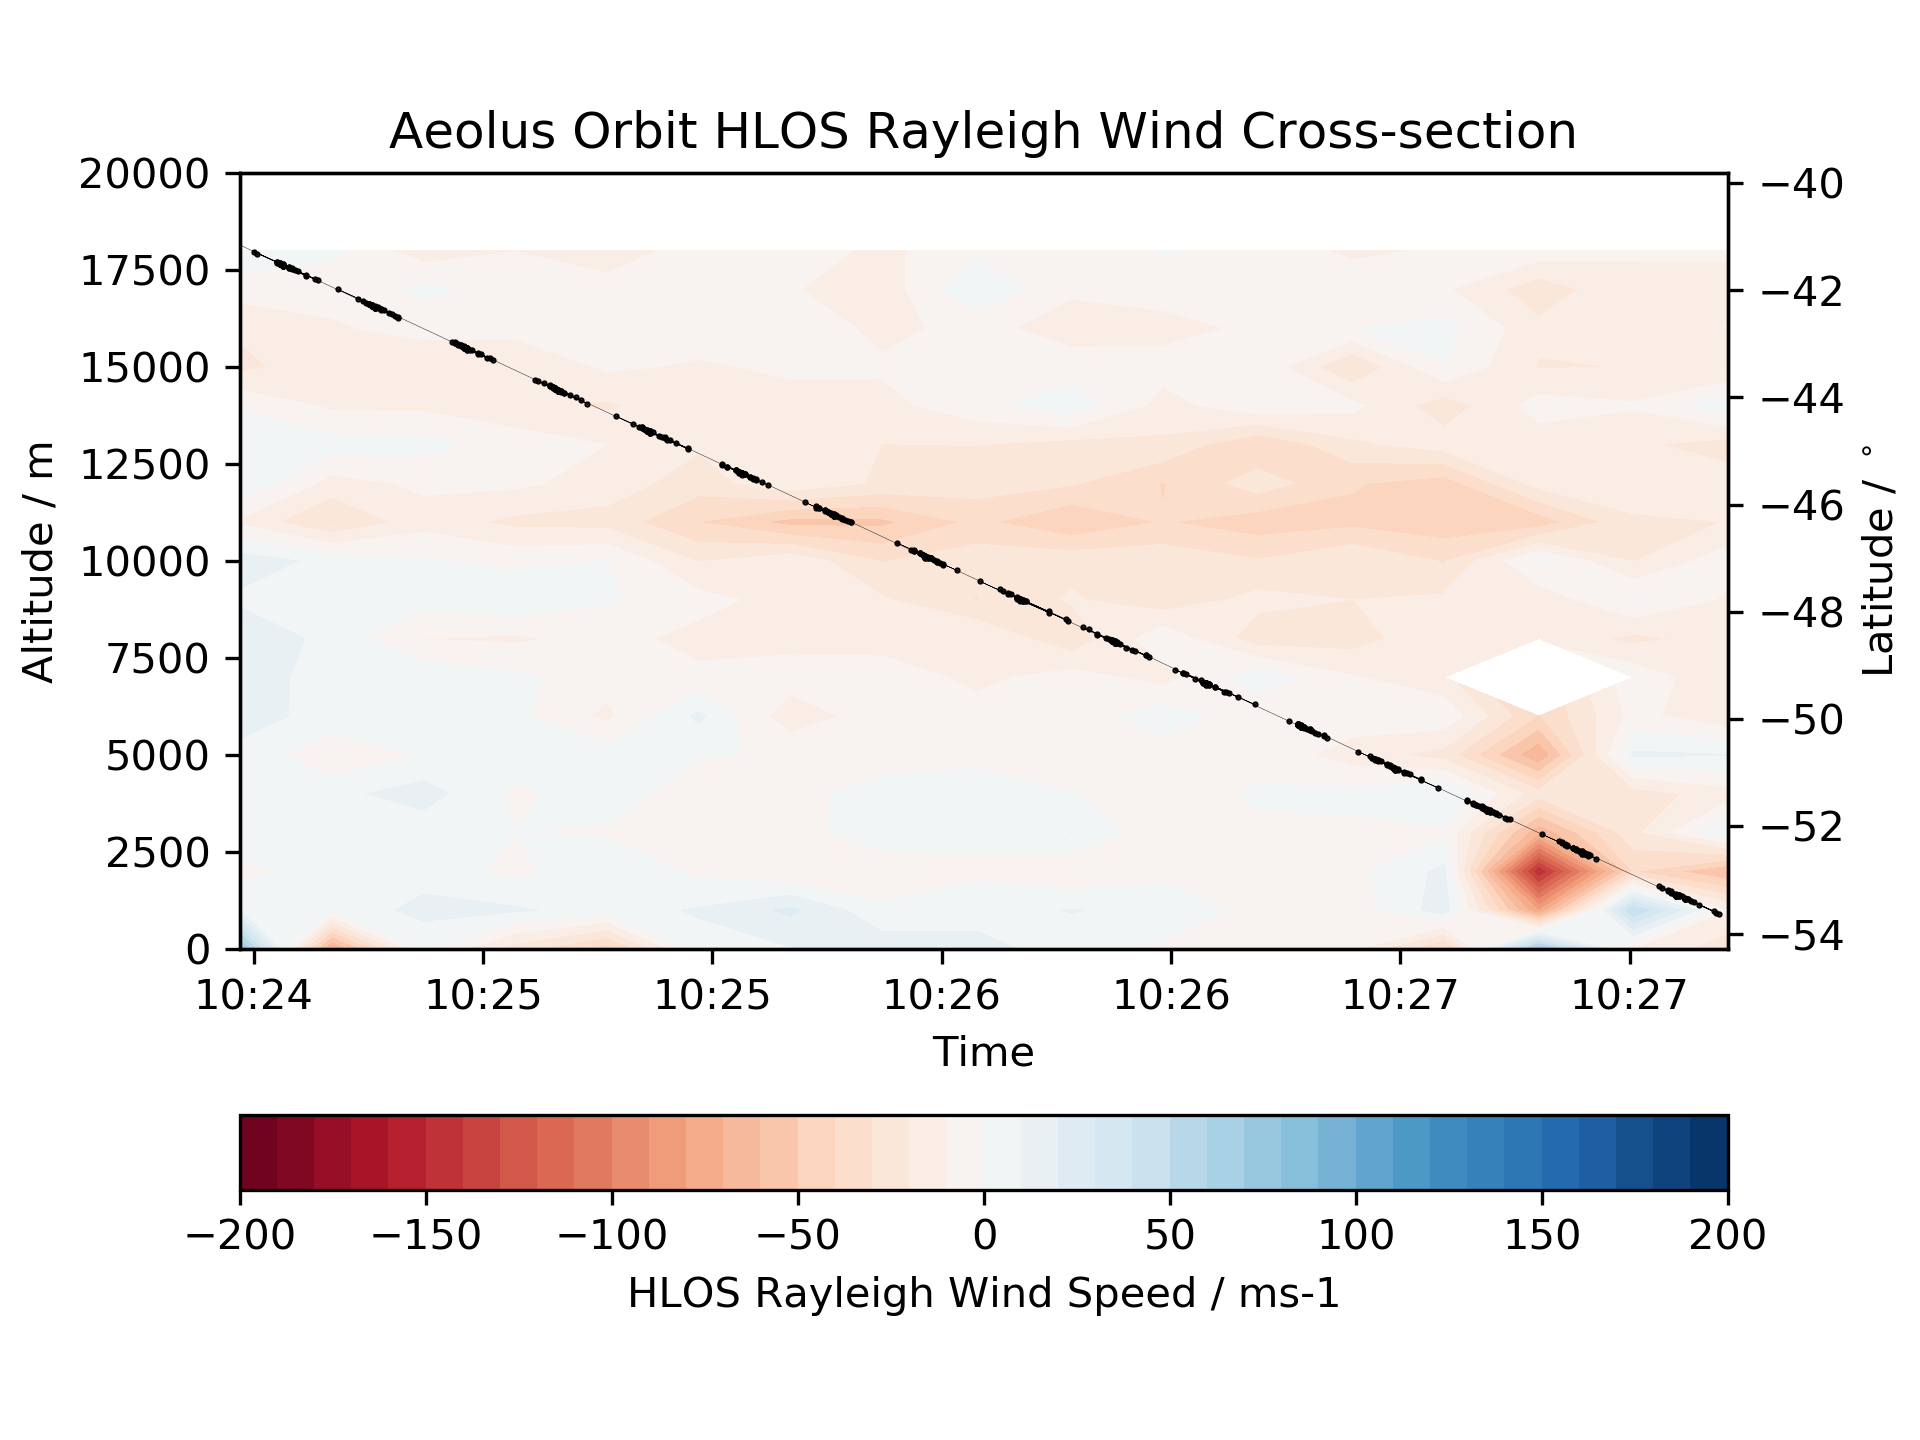 Aeolus Orbit HLOS Rayleigh Wind Cross-section
20000
17500
15000
12500
10000
7500
5000
2500
0
Altitude / m
−40
−42
−44
−46
−48
−50
−52
−54
Latitude / °
10:24 10:25 10:25 10:26 10:26 10:27 10:27
Time
−200 −150 −100 −50 0 50 100 150 200
HLOS Rayleigh Wind Speed / ms-1